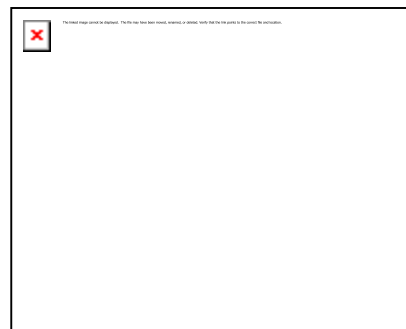 The linked image cannot be displayed. The file may have been moved, renamed, or deleted. Verify that the link points to the correct file and location.